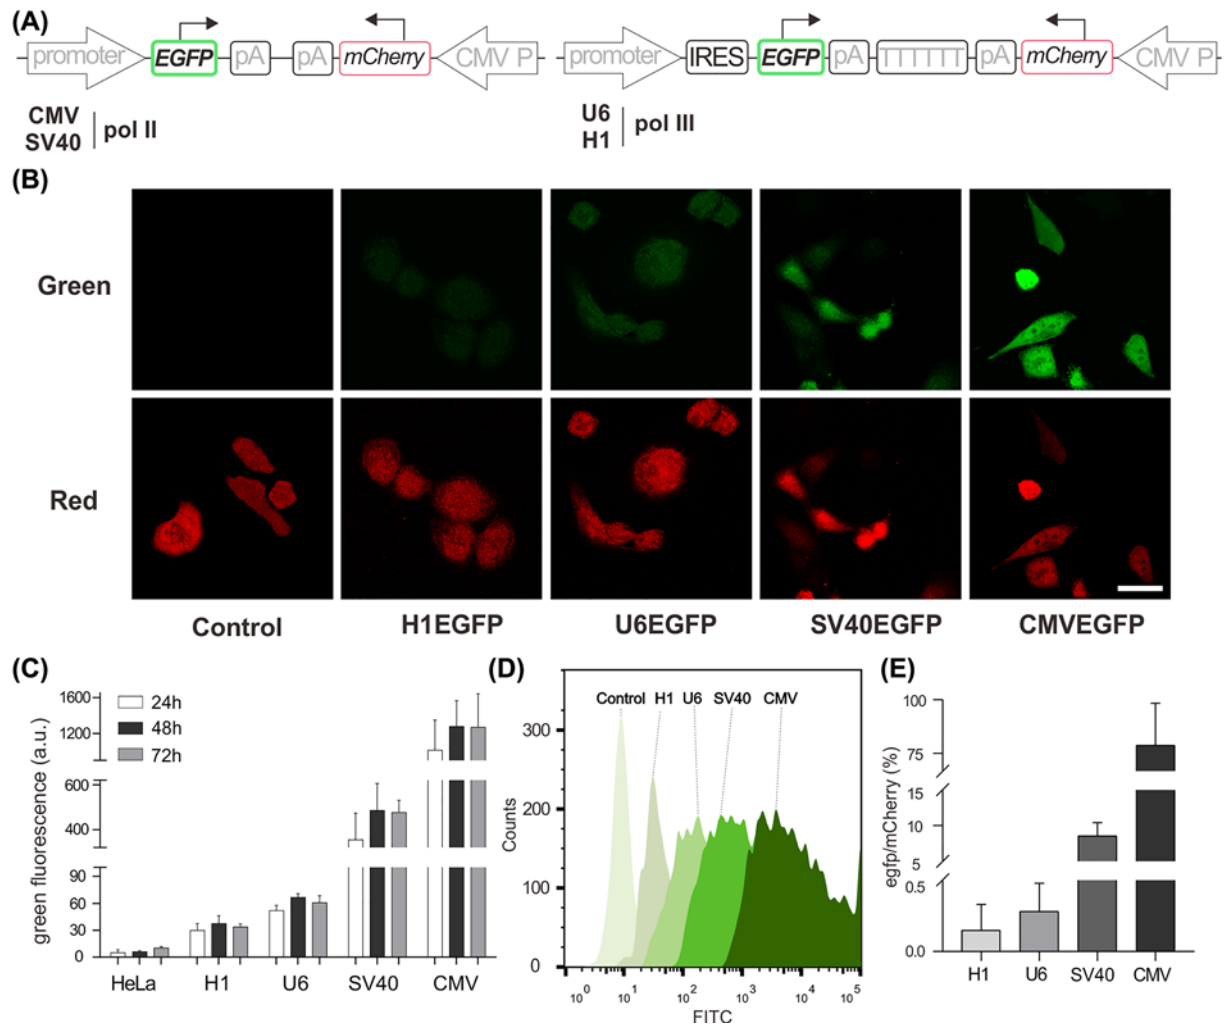 (A)
promoter EGFP pA pA mCherry CMV P
promoter IRES EGFP pA TTTTTT pA mCherry CMV P
CMV
SV40
pol II
U6
H1
pol III
(B)
Green
Red
Control H1EGFP U6EGFP SV40EGFP CMVEGFP
(C)
green fluorescence (a.u.)
1600
1200
600
400
90
60
30
0
24h
48h
72h
HeLa H1 U6 SV40 CMV
(D)
Counts
300
200
100
0
Control H1 U6 SV40 CMV
10^0 10^1 10^2 10^3 10^4 10^5
FITC
(E)
egfp/mCherry (%)
100
75
15
10
5
0.5
0.0
H1 U6 SV40 CMV